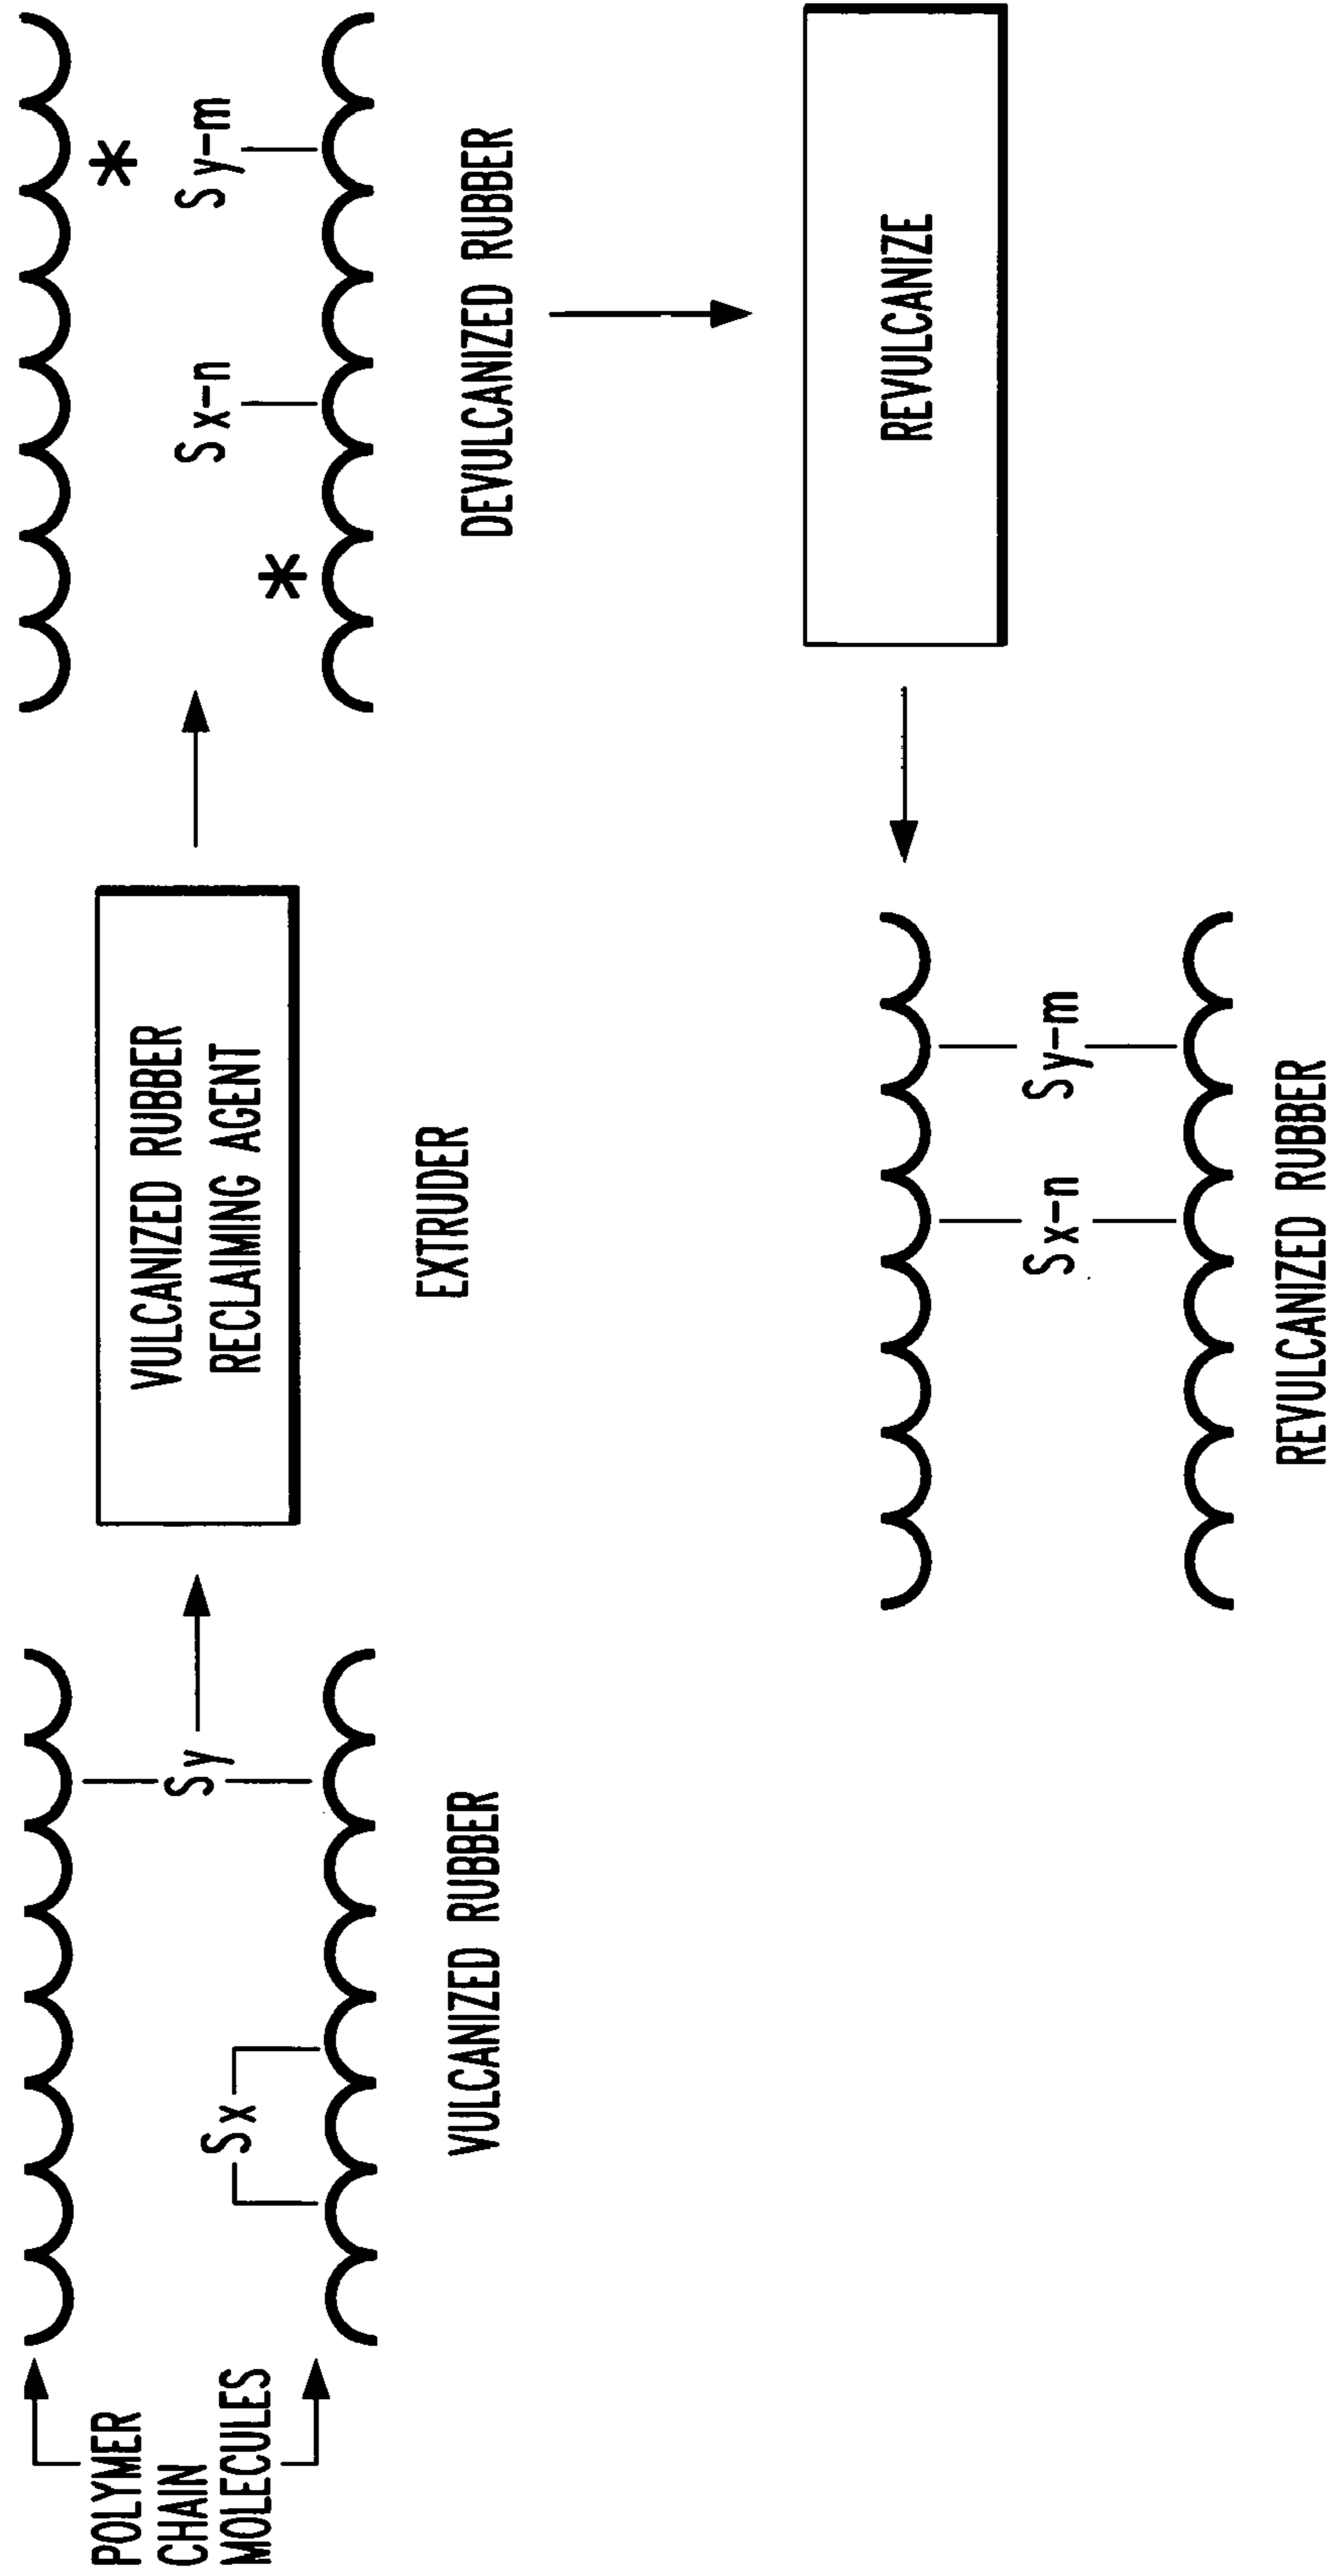 POLYMER
CHAIN
MOLECULES
Sx
Sy
VULCANIZED RUBBER
VULCANIZED RUBBER
RECLAIMING AGENT
EXTRUDER
*
Sx-n
Sy-m
*
DEVULCANIZED RUBBER
REVULCANIZE
Sx-n
Sy-m
REVULCANIZED RUBBER